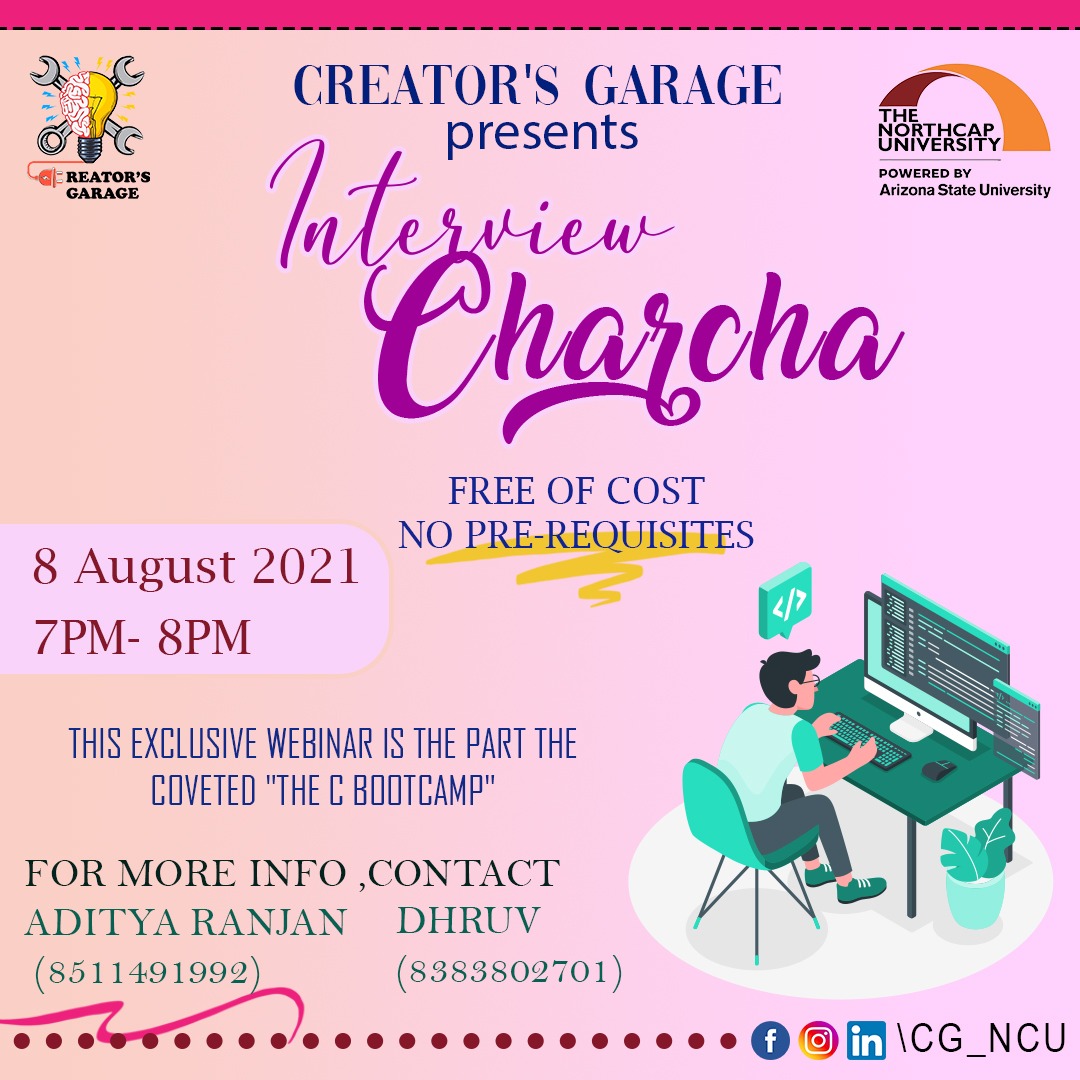 REATOR'S
GARAGE
CREATOR'S GARAGE
presents
THE
NORTHCAP
UNIVERSITY
POWERED BY
Arizona State University
Interview
Charcha
FREE OF COST
NO PRE-REQUISITES
8 August 2021
7PM- 8PM
</>
THIS EXCLUSIVE WEBINAR IS THE PART THE
COVETED "THE C BOOTCAMP"
FOR MORE INFO ,CONTACT
ADITYA RANJAN DHRUV
(8511491992) (8383802701)
\CG_NCU